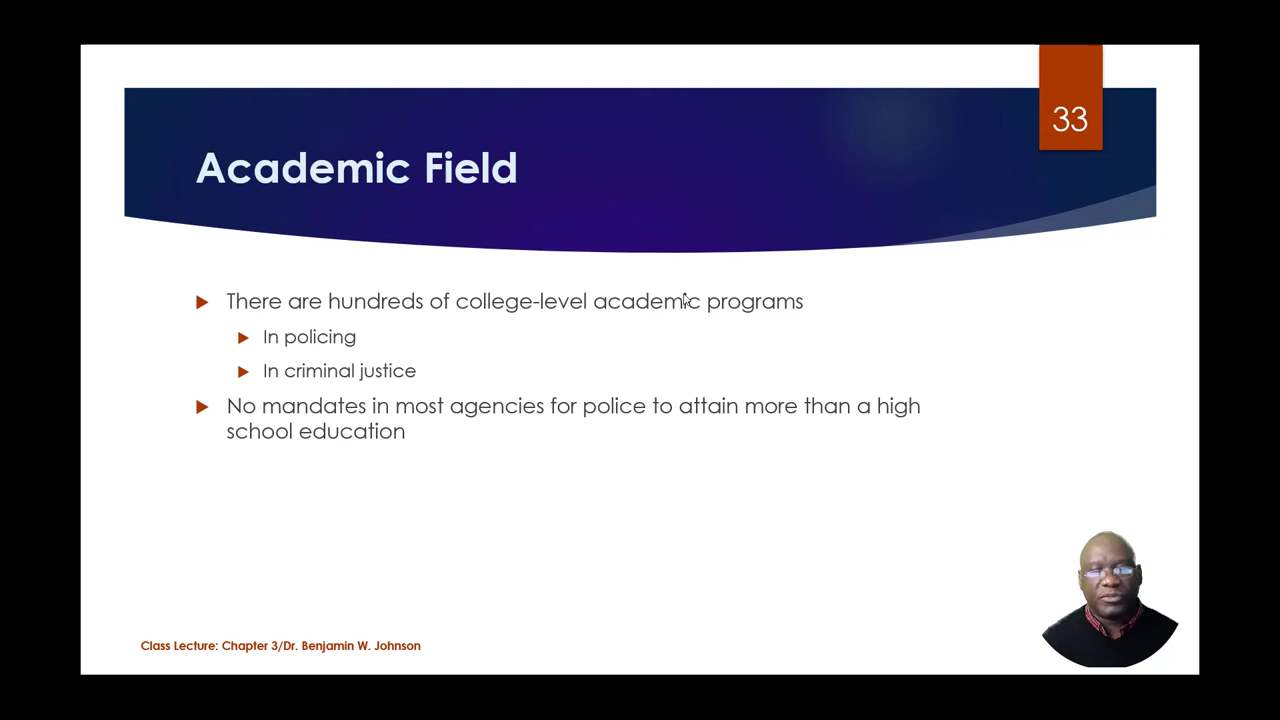 33
Academic Field
There are hundreds of college-level academic programs
In policing
In criminal justice
No mandates in most agencies for police to attain more than a high
school education
Class Lecture: Chapter 3/Dr. Benjamin W. Johnson